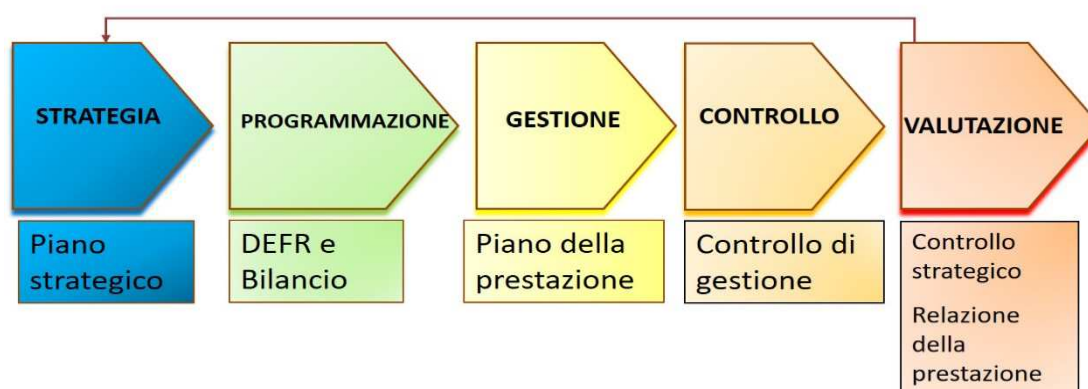 STRATEGIA
PROGRAMMAZIONE
GESTIONE
CONTROLLO
VALUTAZIONE
Piano
strategico
DEFR e
Bilancio
Piano della
prestazione
Controllo di
gestione
Controllo
strategico
Relazione
della
prestazione